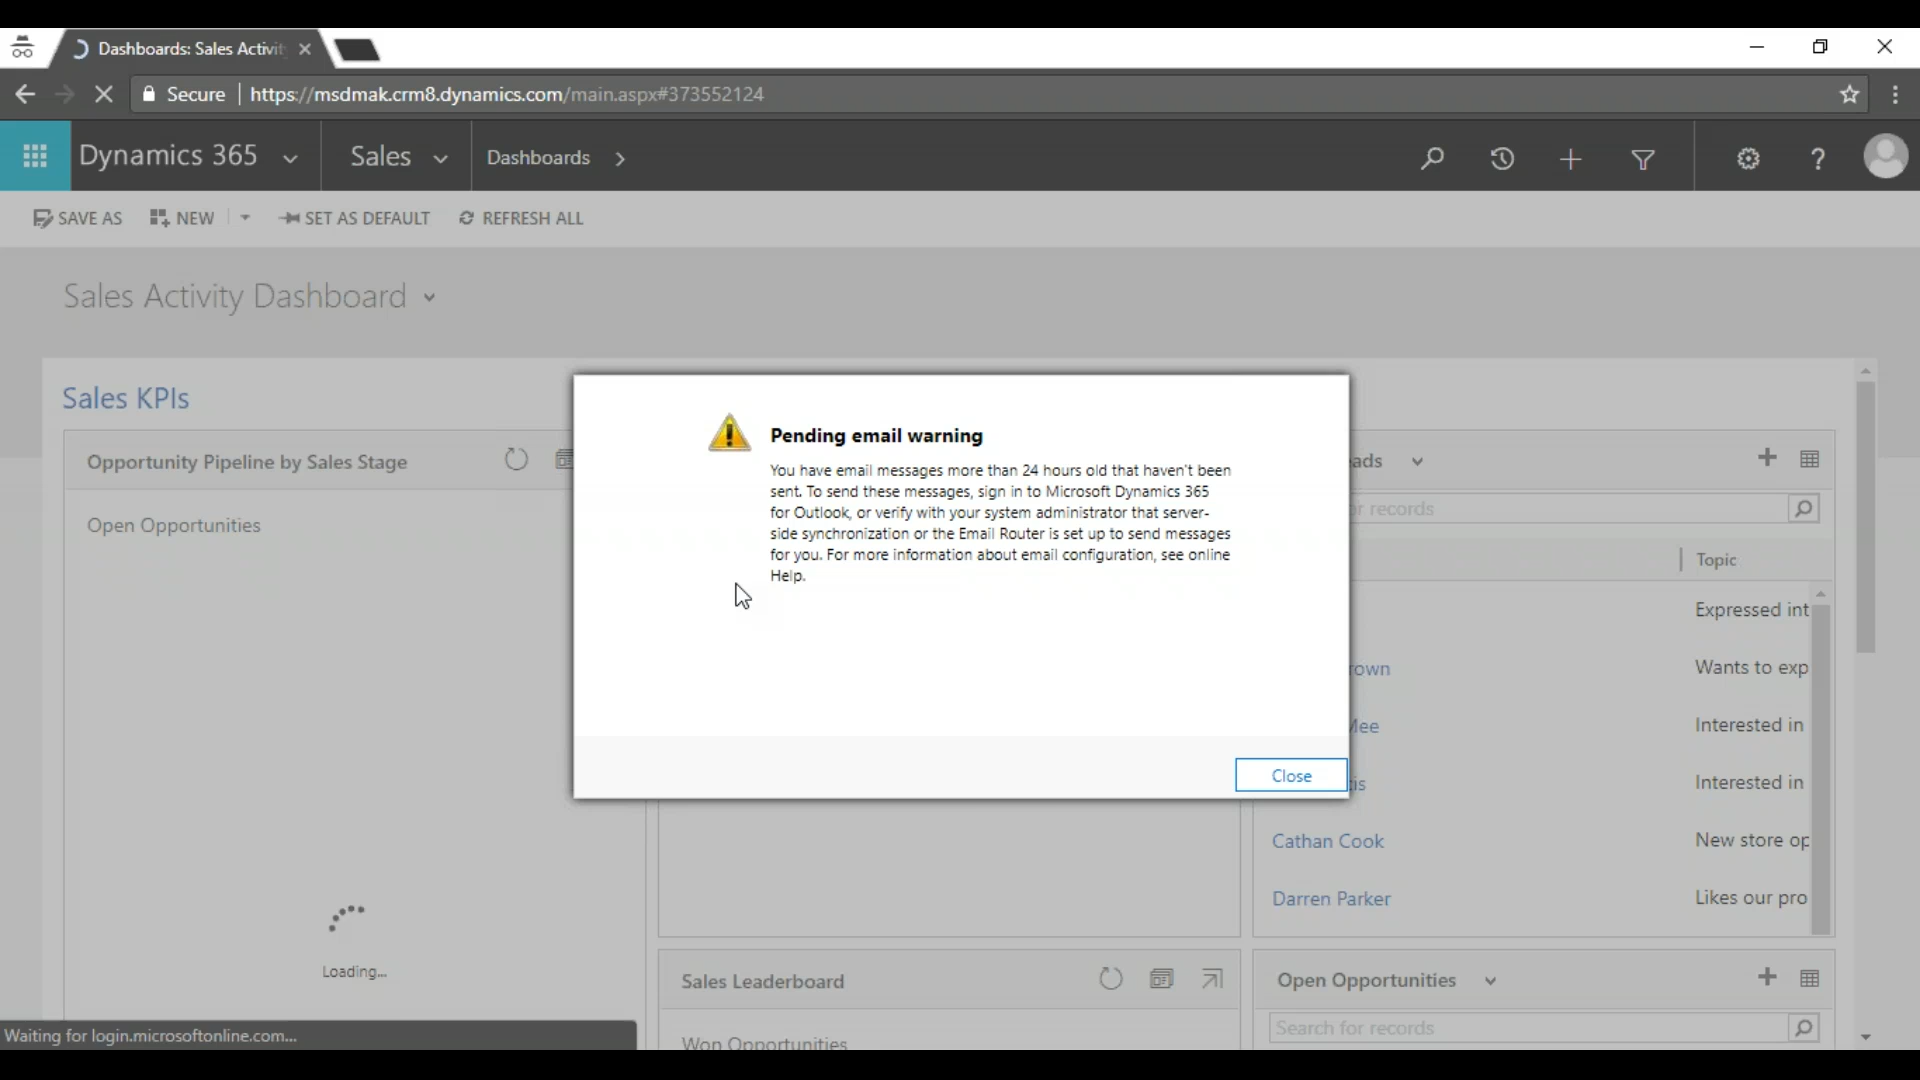 Dashboards: Sales Activit
Secure
https://msdmak.crm8.dynamics.com/main.aspx#373552124
Dynamics 365
Sales
Dashboards
?
SAVE AS
NEW
SET AS DEFAULT
REFRESH ALL
Sales Activity Dashboard
Sales KPIs
Opportunity Pipeline by Sales Stage
Open Opportunities
Loading...
Pending email warning
You have email messages more than 24 hours old that haven't been
sent. To send these messages, sign in to Microsoft Dynamics 365
for Outlook, or verify with your system administrator that server-
side synchronization or the Email Router is set up to send messages
for you. For more information about email configuration, see online
Help.
Close
eads
or records
Topic
Expressed int
rown
Wants to exp
Mee
Interested in
is
Interested in
Cathan Cook
New store op
Darren Parker
Likes our pro
Sales Leaderboard
Won Opportunities
Open Opportunities
Search for records
Waiting for login.microsoftonline.com...